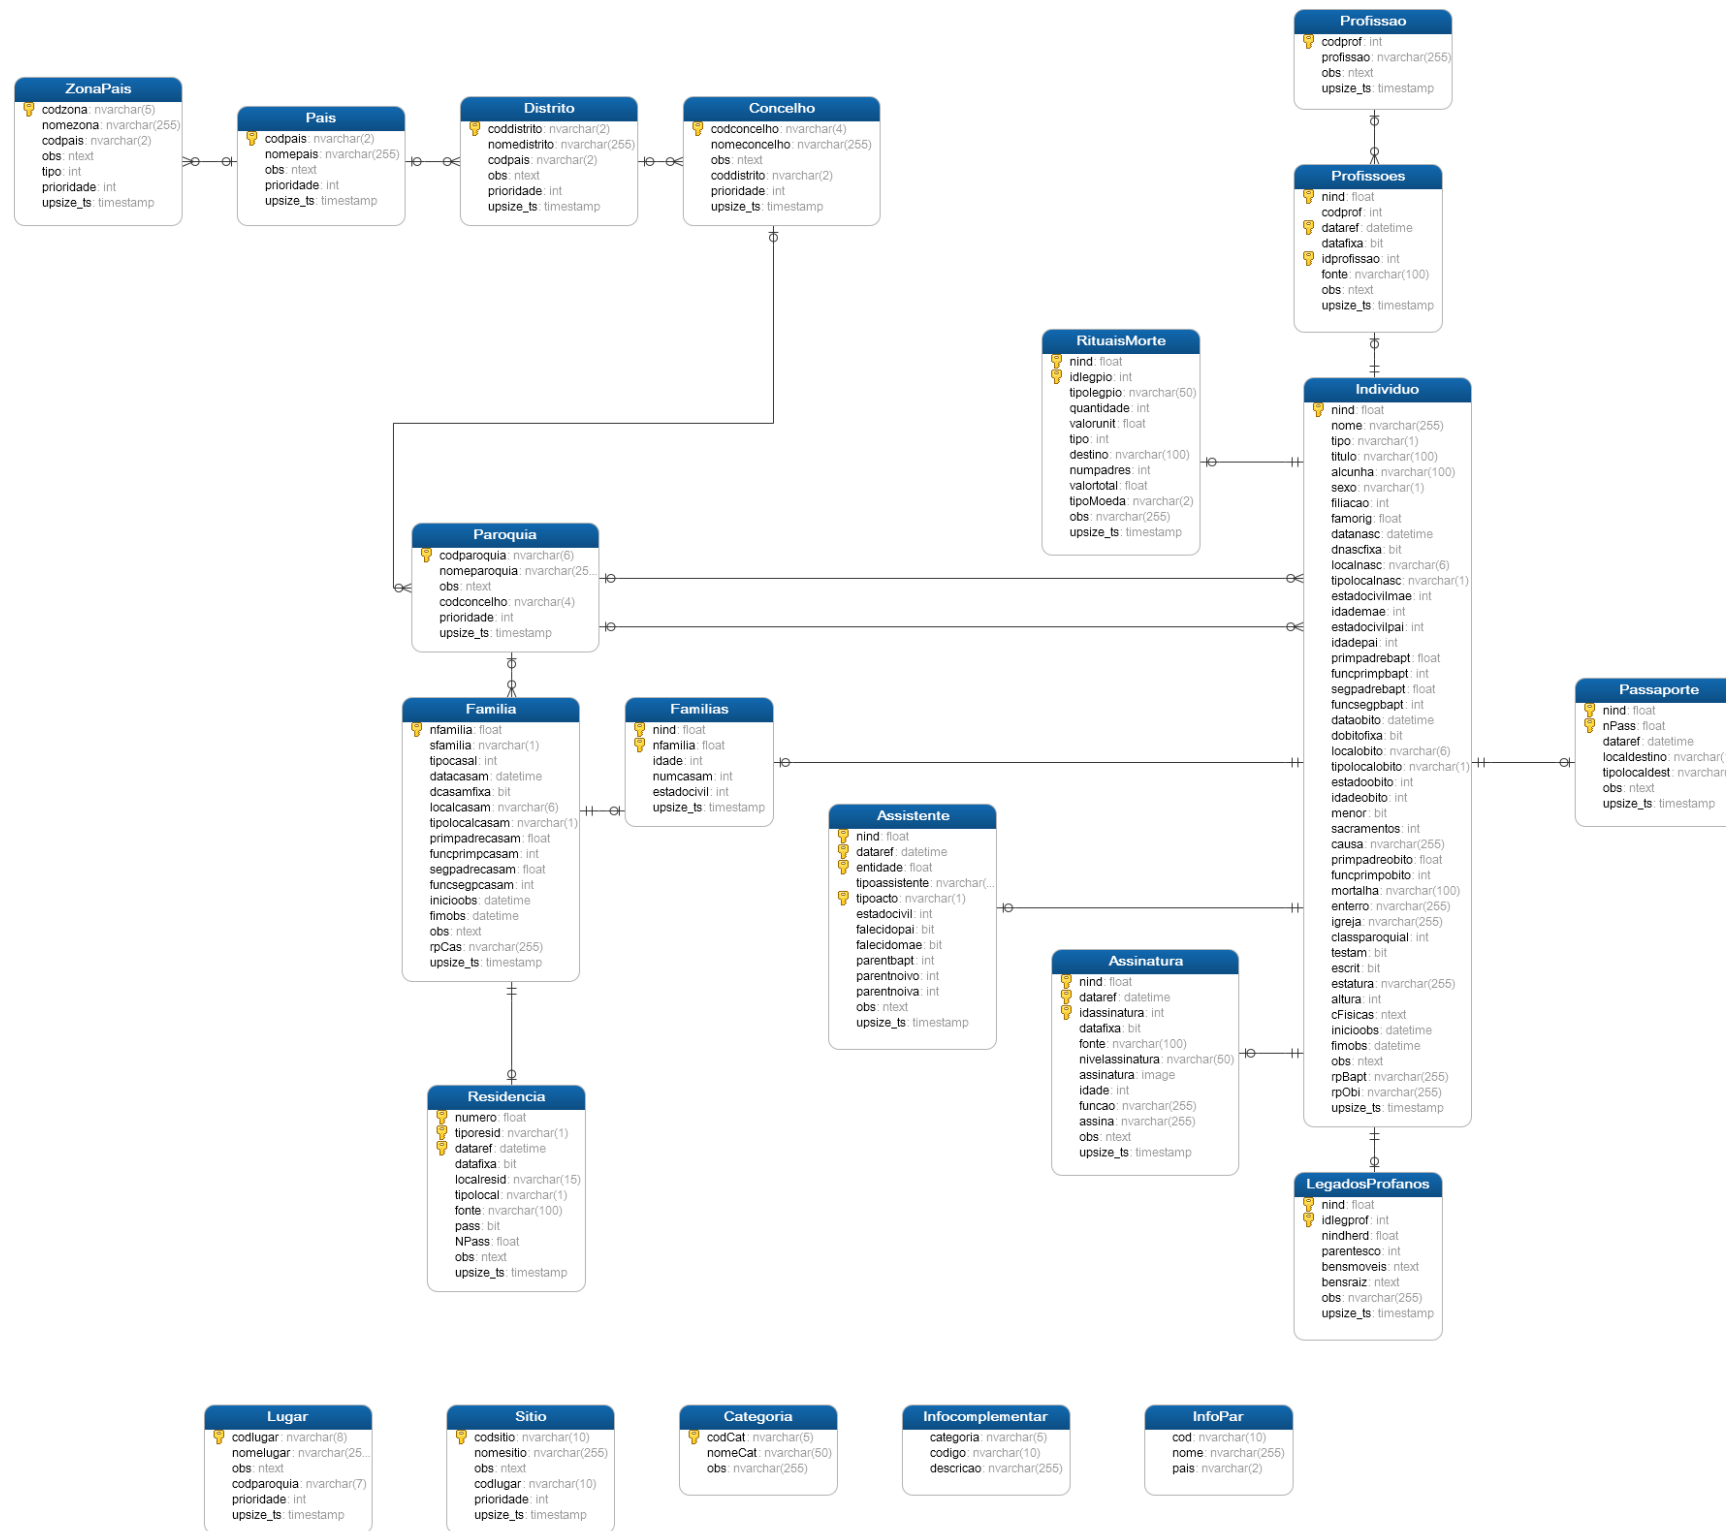 Profissao
codprof: int
profissao: nvarchar(255)
obs: ntext
upsize_ts: timestamp
ZonaPais
codzona: nvarchar(5)
nomezona: nvarchar(255)
codpais: nvarchar(2)
obs: ntext
tipo: int
prioridade: int
upsize_ts: timestamp
Pais
codpais: nvarchar(2)
nomepais: nvarchar(255)
obs: ntext
prioridade: int
upsize_ts: timestamp
Distrito
coddistrito: nvarchar(2)
nomedistrito: nvarchar(255)
codpais: nvarchar(2)
obs: ntext
prioridade: int
upsize_ts: timestamp
Concelho
codconcelho: nvarchar(4)
nomeconcelho: nvarchar(255)
obs: ntext
coddistrito: nvarchar(2)
prioridade: int
upsize_ts: timestamp
Profissoes
nind: float
codprof: int
dataref: datetime
datafixa: bit
idprofissao: int
fonte: nvarchar(100)
obs: ntext
upsize_ts: timestamp
RituaisMorte
nind: float
idlegpio: int
tipolegpio: nvarchar(50)
quantidade: int
valorunit: float
tipo: int
destino: nvarchar(100)
numpadres: int
valortotal: float
tipoMoeda: nvarchar(2)
obs: nvarchar(255)
upsize_ts: timestamp
Individuo
nind: float
nome: nvarchar(255)
tipo: nvarchar(1)
titulo: nvarchar(100)
alcunha: nvarchar(100)
sexo: nvarchar(1)
filiacao: int
famorig: float
datanasc: datetime
dnascfixa: bit
localnasc: nvarchar(6)
tipolocalnasc: nvarchar(1)
estadocivilmae: int
idademae: int
estadocivilpai: int
idadepai: int
primpadrebapt: float
funcprimpbapt: int
segpadrebapt: float
funcsegpbapt: int
dataobito: datetime
dobitofixa: bit
localobito: nvarchar(6)
tipolocalobito: nvarchar(1)
estadoobito: int
idadeobito: int
menor: bit
sacramentos: int
causa: nvarchar(255)
primpadreobito: float
funcprimpobito: int
mortalha: nvarchar(100)
enterro: nvarchar(255)
igreja: nvarchar(255)
classparoquial: int
testam: bit
escrit: bit
estatura: nvarchar(255)
altura: int
cFisicas: ntext
inicioobs: datetime
fimobs: datetime
obs: ntext
rpBapt: nvarchar(255)
rpObi: nvarchar(255)
upsize_ts: timestamp
Paroquia
codparoquia: nvarchar(6)
nomeparoquia: nvarchar(25...
obs: ntext
codconcelho: nvarchar(4)
prioridade: int
upsize_ts: timestamp
Familia
nfamilia: float
sfamilia: nvarchar(1)
tipocasal: int
datacasam: datetime
dcasamfixa: bit
localcasam: nvarchar(6)
tipolocalcasam: nvarchar(1)
primpadrecasam: float
funcprimpcasam: int
segpadrecasam: float
funcsegpcasam: int
inicioobs: datetime
fimobs: datetime
obs: ntext
rpCas: nvarchar(255)
upsize_ts: timestamp
Familias
nind: float
nfamilia: float
idade: int
numcasam: int
estadocivil: int
upsize_ts: timestamp
Passaporte
nind: float
nPass: float
dataref: datetime
localdestino: nvarchar(
tipolocaldest: nvarchar
obs: ntext
upsize_ts: timestamp
Assistente
nind: float
dataref: datetime
entidade: float
tipoassistente: nvarchar(...
tipoacto: nvarchar(1)
estadocivil: int
falecidopai: bit
falecidomae: bit
parentbapt: int
parentnoivo: int
parentnoiva: int
obs: ntext
upsize_ts: timestamp
Assinatura
nind: float
dataref: datetime
idassinatura: int
datafixa: bit
fonte: nvarchar(100)
nivelassinatura: nvarchar(50)
assinatura: image
idade: int
funcao: nvarchar(255)
assina: nvarchar(255)
obs: ntext
upsize_ts: timestamp
Residencia
numero: float
tiporesid: nvarchar(1)
dataref: datetime
datafixa: bit
localresid: nvarchar(15)
tipolocal: nvarchar(1)
fonte: nvarchar(100)
pass: bit
NPass: float
obs: ntext
upsize_ts: timestamp
LegadosProfanos
nind: float
idlegprof: int
nindherd: float
parentesco: int
bensmoveis: ntext
bensraiz: ntext
obs: nvarchar(255)
upsize_ts: timestamp
Lugar
codlugar: nvarchar(8)
nomelugar: nvarchar(25...
obs: ntext
codparoquia: nvarchar(7)
prioridade: int
upsize_ts: timestamp
Sitio
codsitio: nvarchar(10)
nomesitio: nvarchar(255)
obs: ntext
codlugar: nvarchar(10)
prioridade: int
upsize_ts: timestamp
Categoria
codCat: nvarchar(5)
nomeCat: nvarchar(50)
obs: nvarchar(255)
Infocomplementar
categoria: nvarchar(5)
codigo: nvarchar(10)
descricao: nvarchar(255)
InfoPar
cod: nvarchar(10)
nome: nvarchar(255)
pais: nvarchar(2)